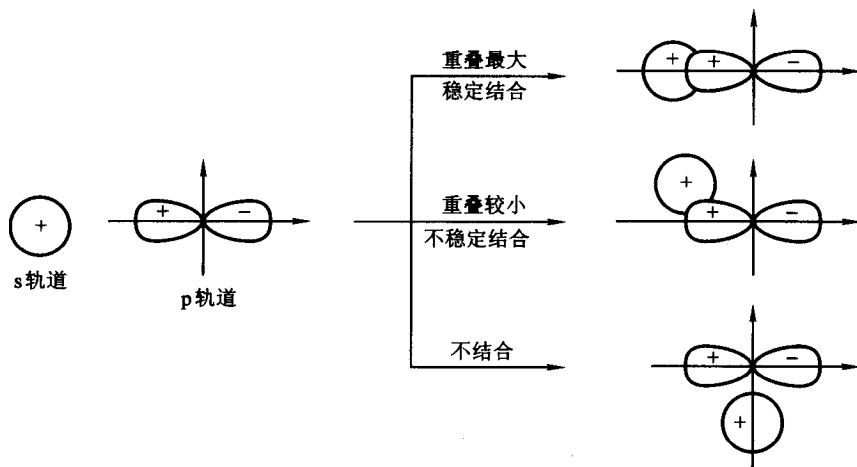 重叠最大
稳定结合
+ + −
+
s轨道
+ −
p轨道
重叠较小
不稳定结合
+
+ −
不结合
+ −
+